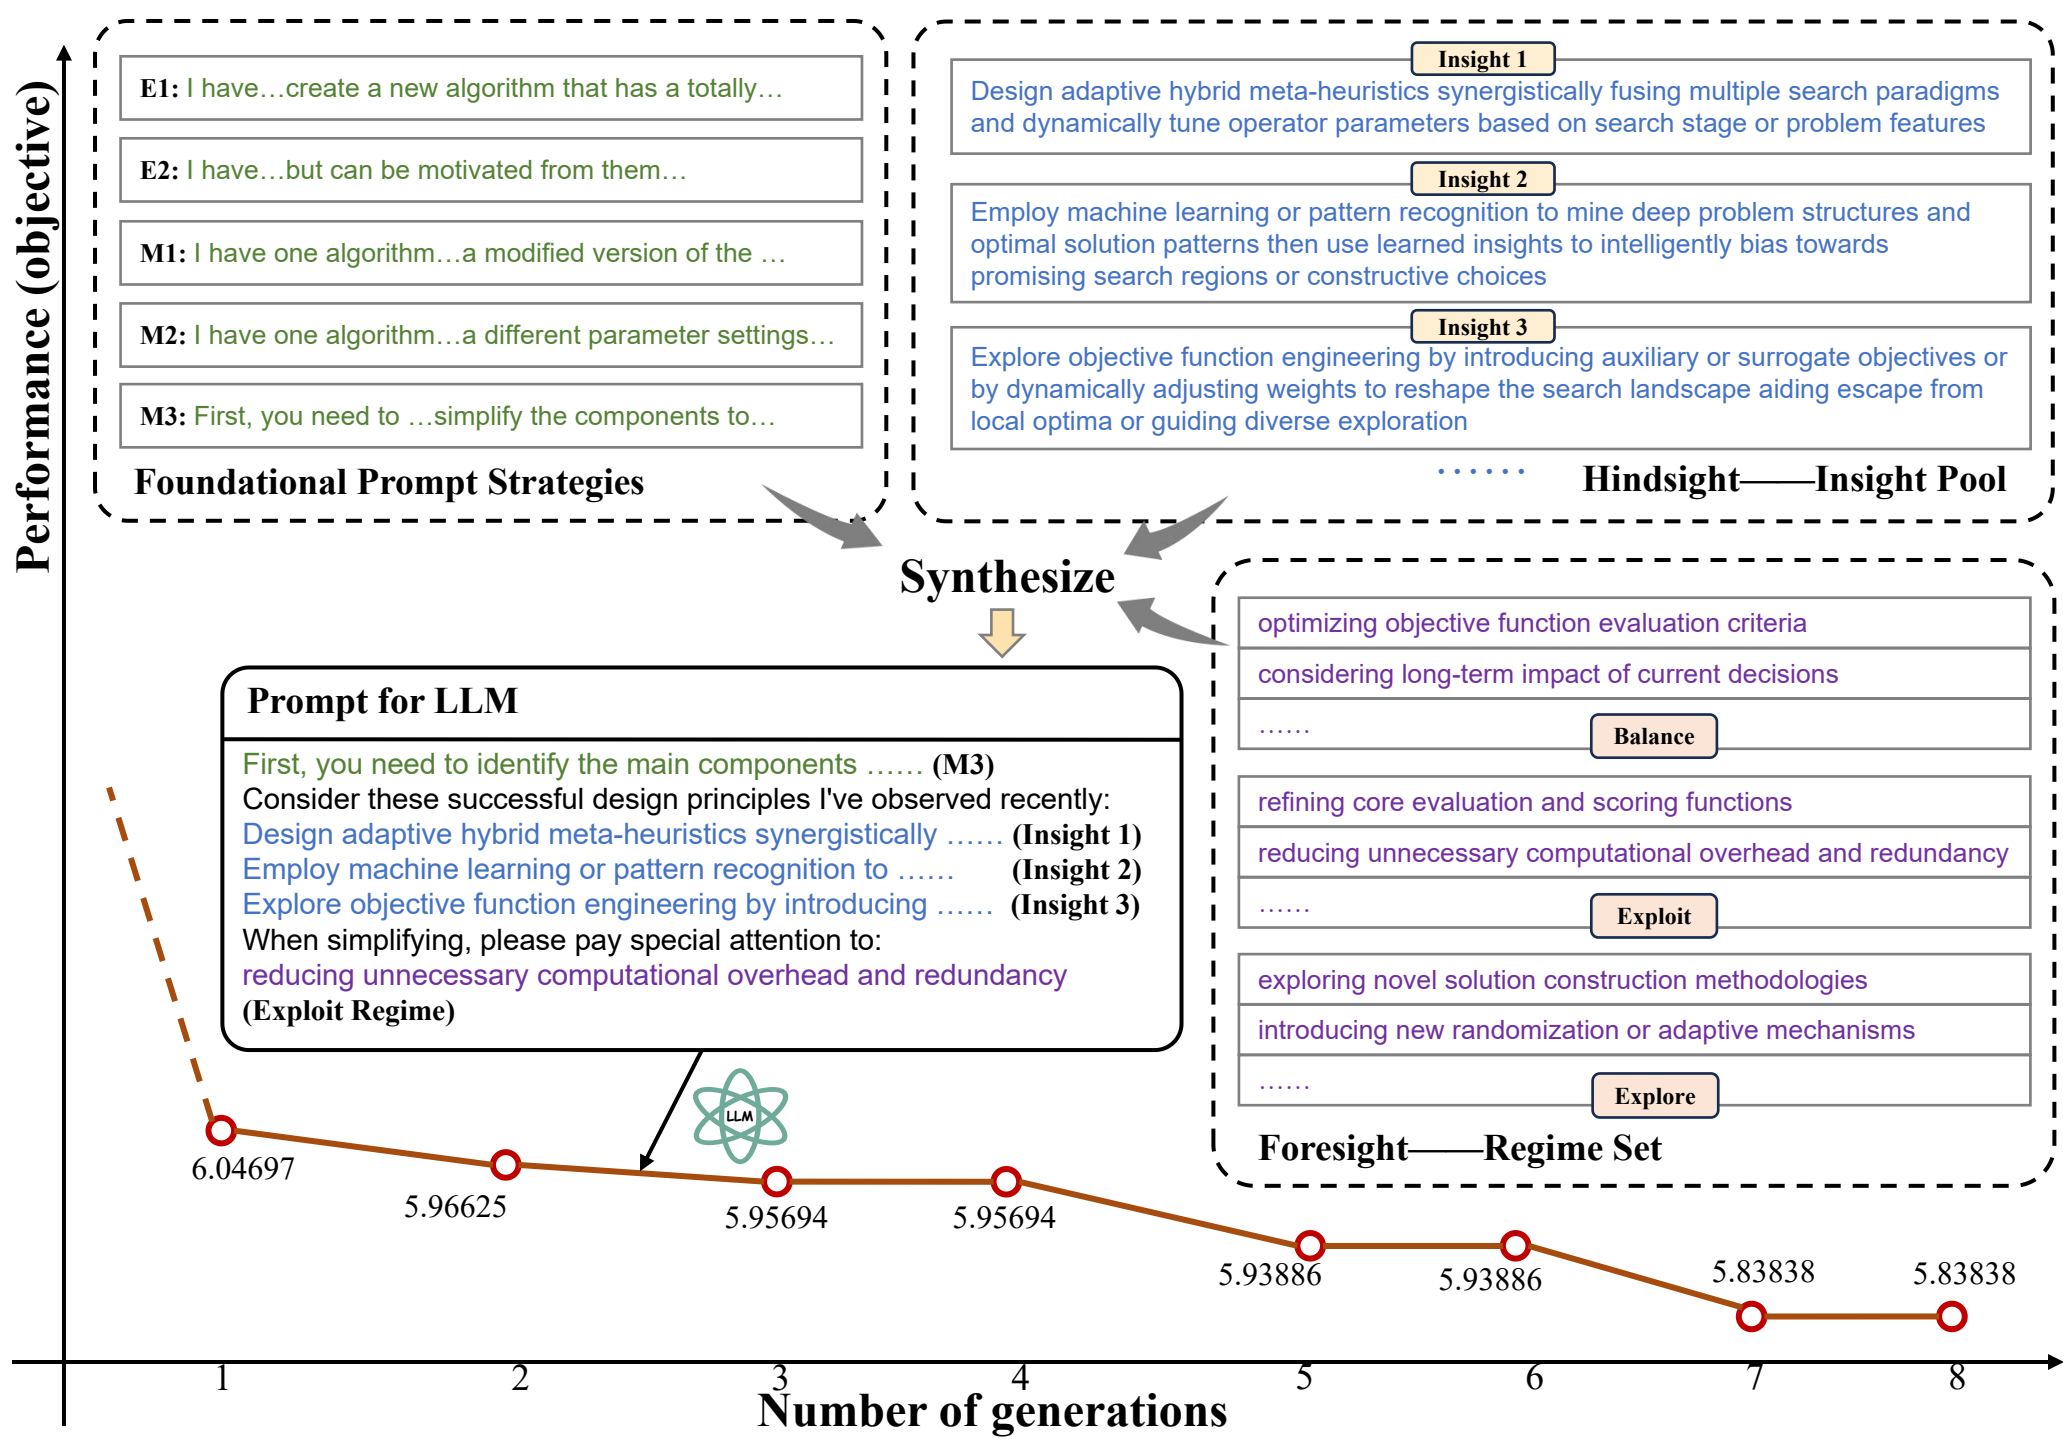 Performance (objective)
E1: I have…create a new algorithm that has a totally…
E2: I have…but can be motivated from them…
M1: I have one algorithm…a modified version of the …
M2: I have one algorithm…a different parameter settings…
M3: First, you need to …simplify the components to…
Foundational Prompt Strategies
Insight 1
Design adaptive hybrid meta-heuristics synergistically fusing multiple search paradigms
and dynamically tune operator parameters based on search stage or problem features
Insight 2
Employ machine learning or pattern recognition to mine deep problem structures and
optimal solution patterns then use learned insights to intelligently bias towards
promising search regions or constructive choices
Insight 3
Explore objective function engineering by introducing auxiliary or surrogate objectives or
by dynamically adjusting weights to reshape the search landscape aiding escape from
local optima or guiding diverse exploration
……
Hindsight——Insight Pool
Synthesize
Prompt for LLM
First, you need to identify the main components …… (M3)
Consider these successful design principles I've observed recently:
Design adaptive hybrid meta-heuristics synergistically …… (Insight 1)
Employ machine learning or pattern recognition to …… (Insight 2)
Explore objective function engineering by introducing …… (Insight 3)
When simplifying, please pay special attention to:
reducing unnecessary computational overhead and redundancy
(Exploit Regime)
optimizing objective function evaluation criteria
considering long-term impact of current decisions
……
Balance
refining core evaluation and scoring functions
reducing unnecessary computational overhead and redundancy
……
Exploit
exploring novel solution construction methodologies
introducing new randomization or adaptive mechanisms
……
Explore
Foresight——Regime Set
LLM
6.04697
5.96625
5.95694
5.95694
5.93886
5.93886
5.83838
5.83838
1
2
3
4
5
6
7
8
Number of generations